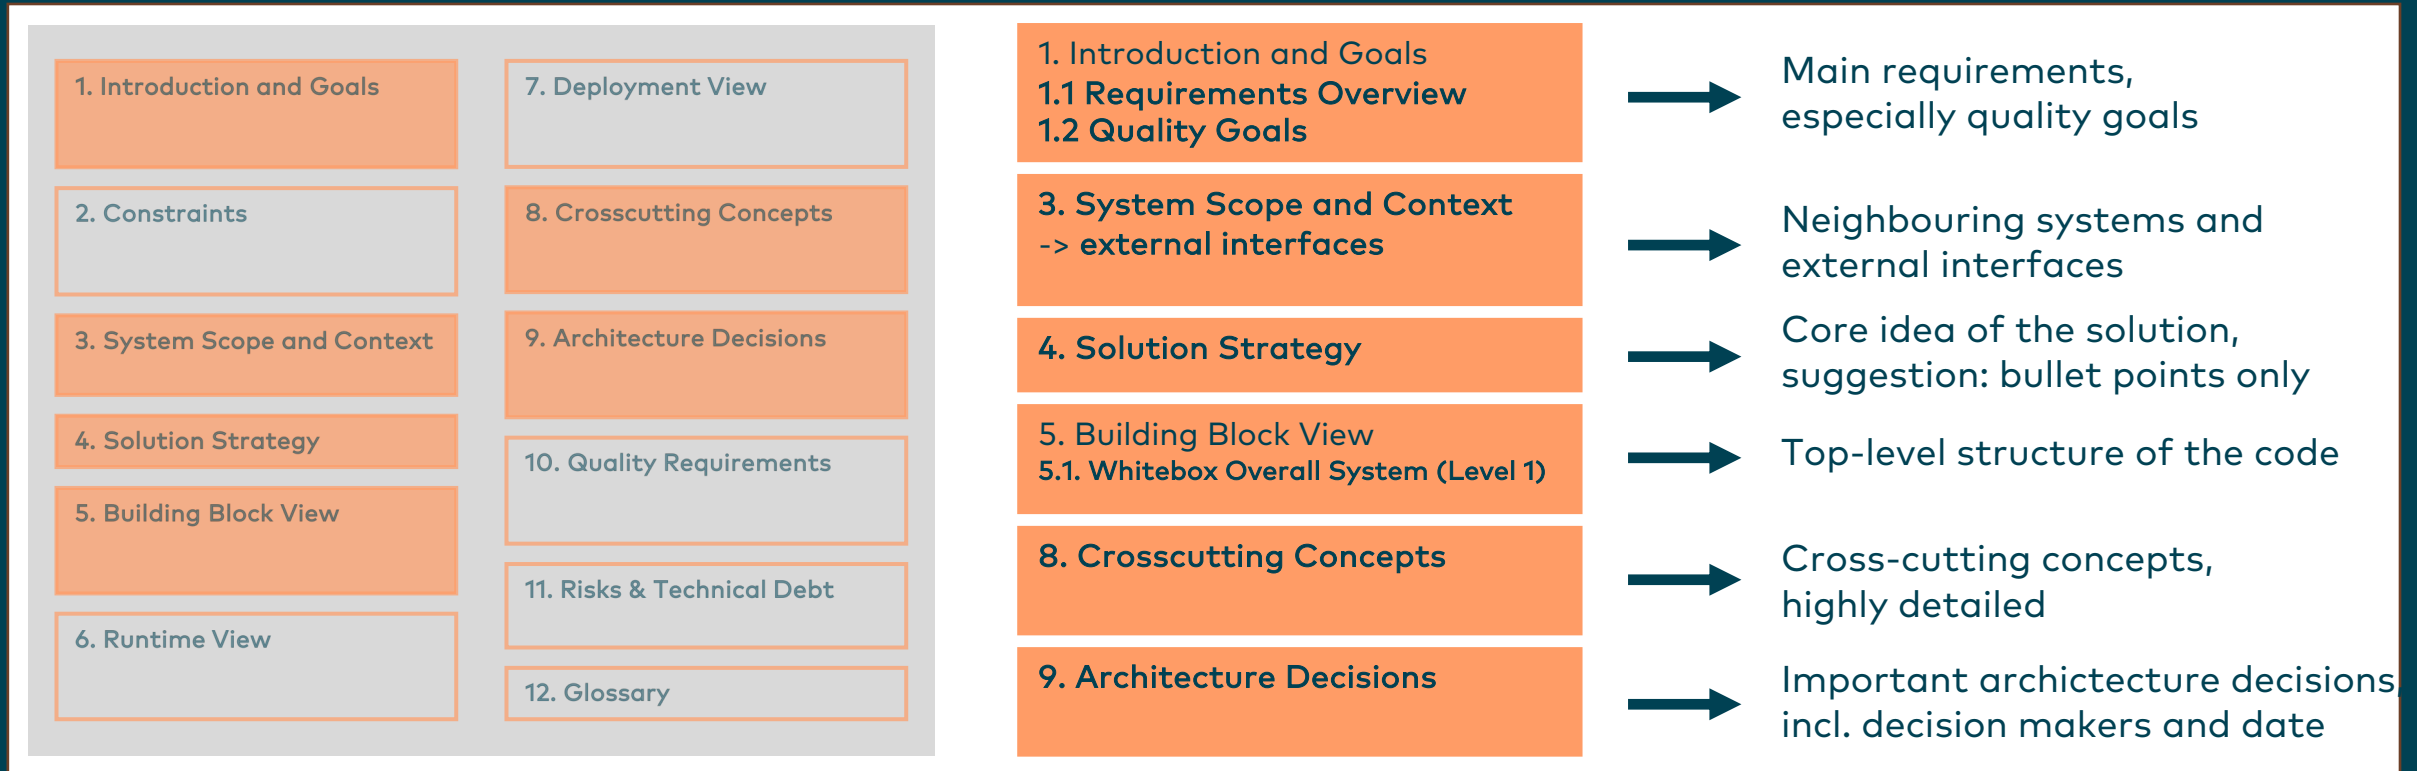 1. Introduction and Goals
2. Constraints
3. System Scope and Context
4. Solution Strategy
5. Building Block View
6. Runtime View
7. Deployment View
8. Crosscutting Concepts
9. Architecture Decisions
10. Quality Requirements
11. Risks & Technical Debt
12. Glossary
1. Introduction and Goals
1.1 Requirements Overview
1.2 Quality Goals
Main requirements,
especially quality goals
3. System Scope and Context
-> external interfaces
Neighbouring systems and
external interfaces
4. Solution Strategy
Core idea of the solution,
suggestion: bullet points only
5. Building Block View
5.1. Whitebox Overall System (Level 1)
Top-level structure of the code
8. Crosscutting Concepts
Cross-cutting concepts,
highly detailed
9. Architecture Decisions
Important archictecture decisions,
incl. decision makers and date